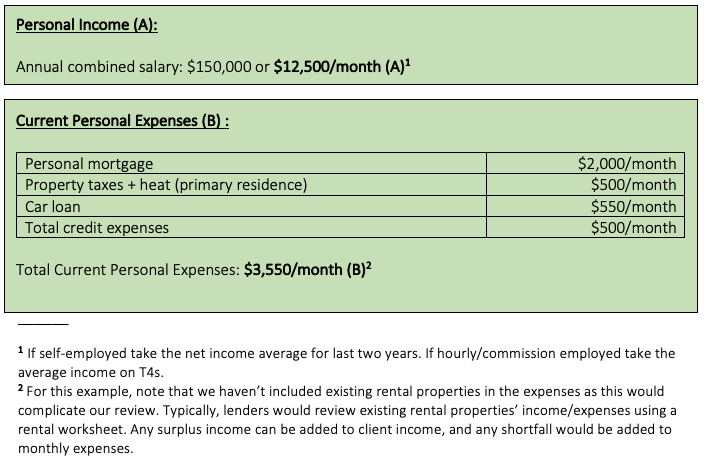 Personal Income (A):
Annual combined salary: $150,000 or $12,500/month (A)¹
Current Personal Expenses (B) :
Personal mortgage $2,000/month
Property taxes + heat (primary residence) $500/month
Car loan $550/month
Total credit expenses $500/month
Total Current Personal Expenses: $3,550/month (B)²
¹ If self-employed take the net income average for last two years. If hourly/commission employed take the
average income on T4s.
² For this example, note that we haven’t included existing rental properties in the expenses as this would
complicate our review. Typically, lenders would review existing rental properties’ income/expenses using a
rental worksheet. Any surplus income can be added to client income, and any shortfall would be added to
monthly expenses.